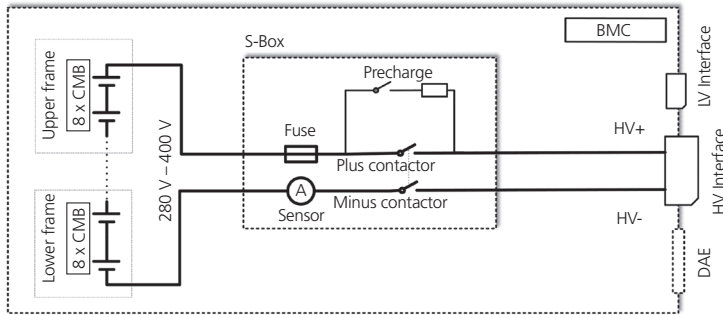 BMC
S-Box
Precharge
Upper frame
8 x CMB
LV Interface
Fuse
HV+
Plus contactor
280 V – 400 V
A
Sensor
Minus contactor
HV Interface
Lower frame
8 x CMB
HV-
DAE